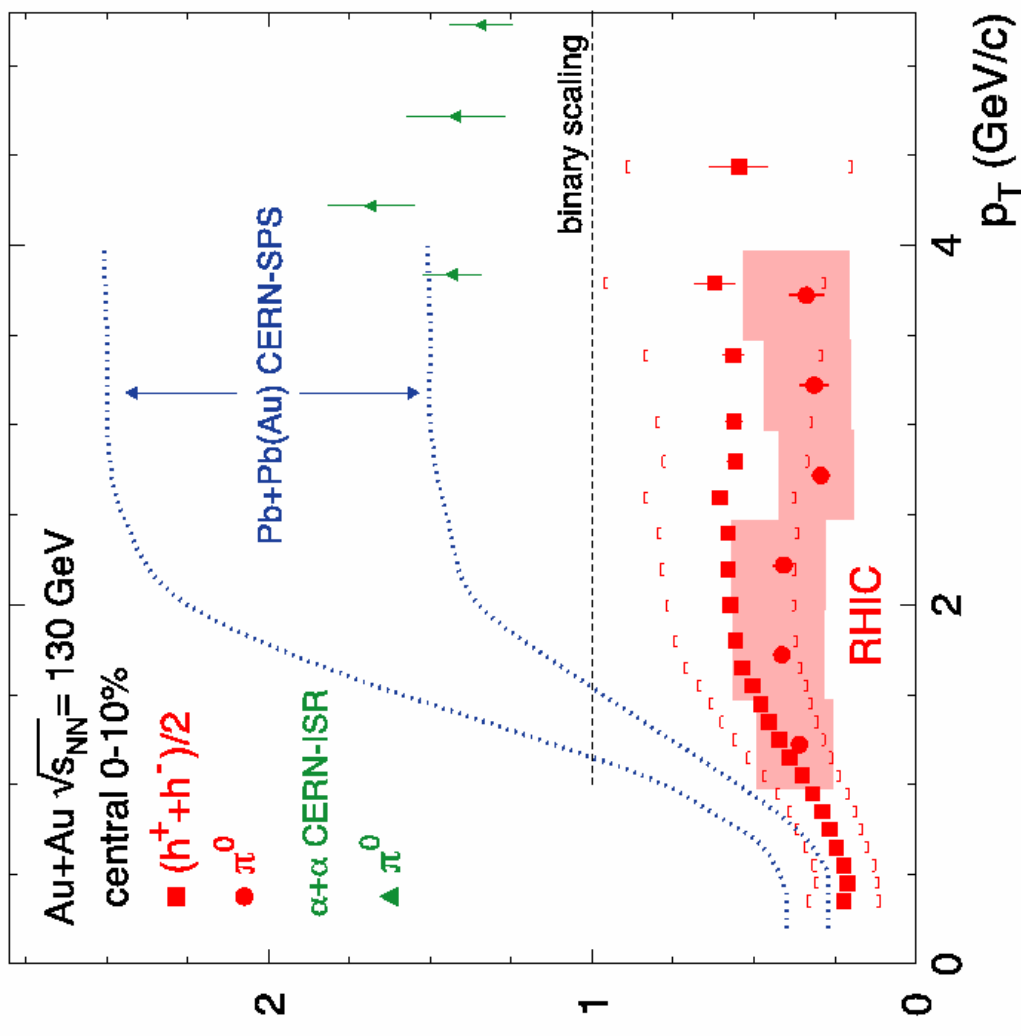 Au+Au √sNN= 130 GeV
central 0-10%
(h⁺+h⁻)/2
π⁰
α+α CERN-ISR
π⁰
Pb+Pb(Au) CERN-SPS
binary scaling
RHIC
2
1
0
0
2
4
pT (GeV/c)